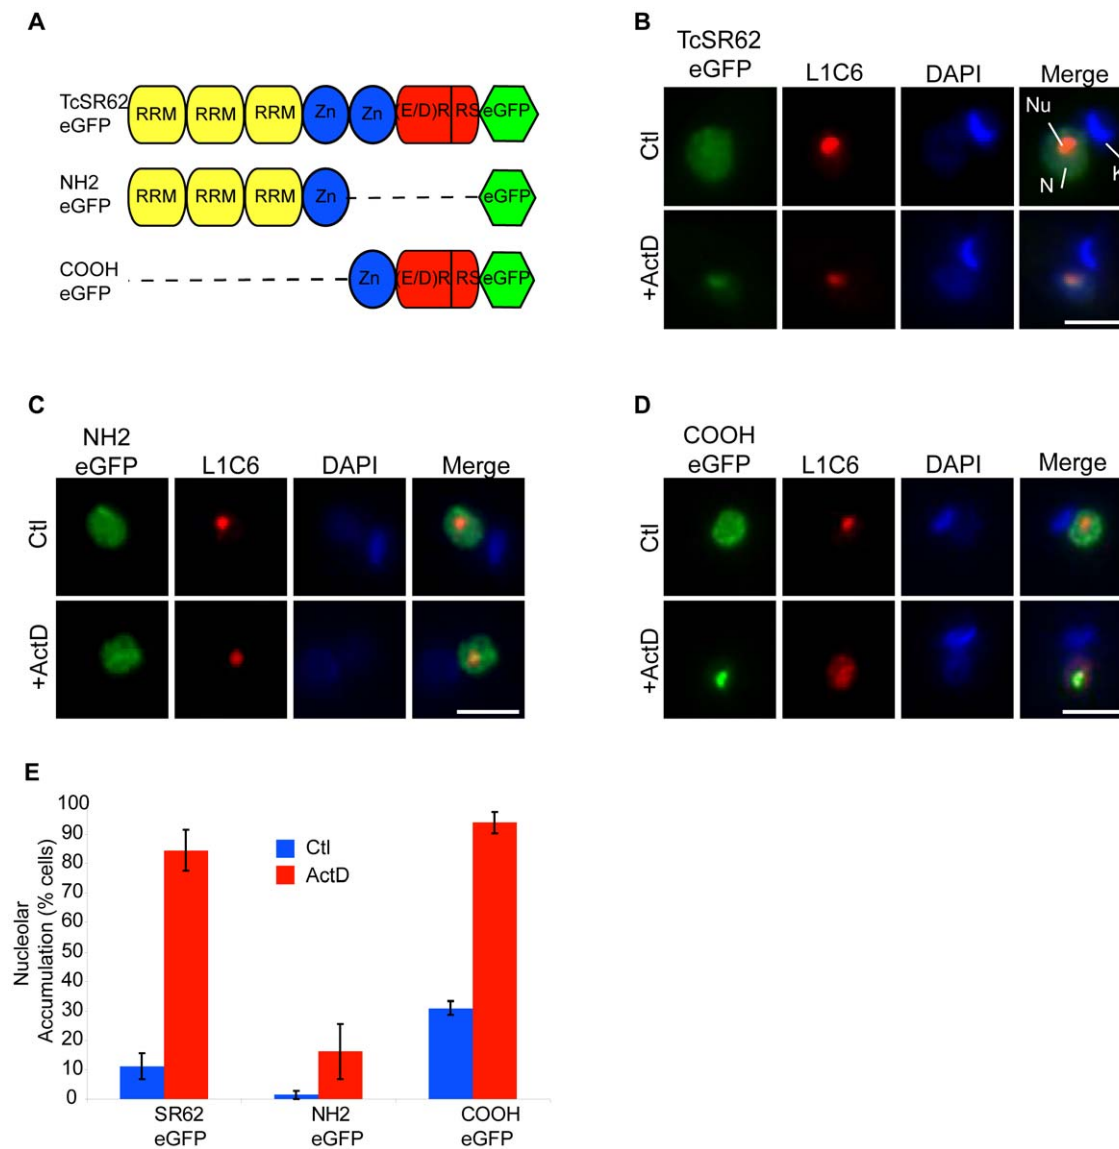 A
TcSR62
eGFP
RRM RRM RRM Zn Zn (E/D)R RS eGFP
NH2
eGFP
RRM RRM RRM Zn eGFP
COOH
eGFP
Zn (E/D)R RS eGFP
B
TcSR62
eGFP L1C6 DAPI Merge
Ctl
Nu
N
K
+ActD
C
NH2
eGFP L1C6 DAPI Merge
Ctl
+ActD
D
COOH
eGFP L1C6 DAPI Merge
Ctl
+ActD
E
Nucleolar
Accumulation (% cells)
100
90
80
70
60
50
40
30
20
10
0
Ctl
ActD
SR62
eGFP
NH2
eGFP
COOH
eGFP